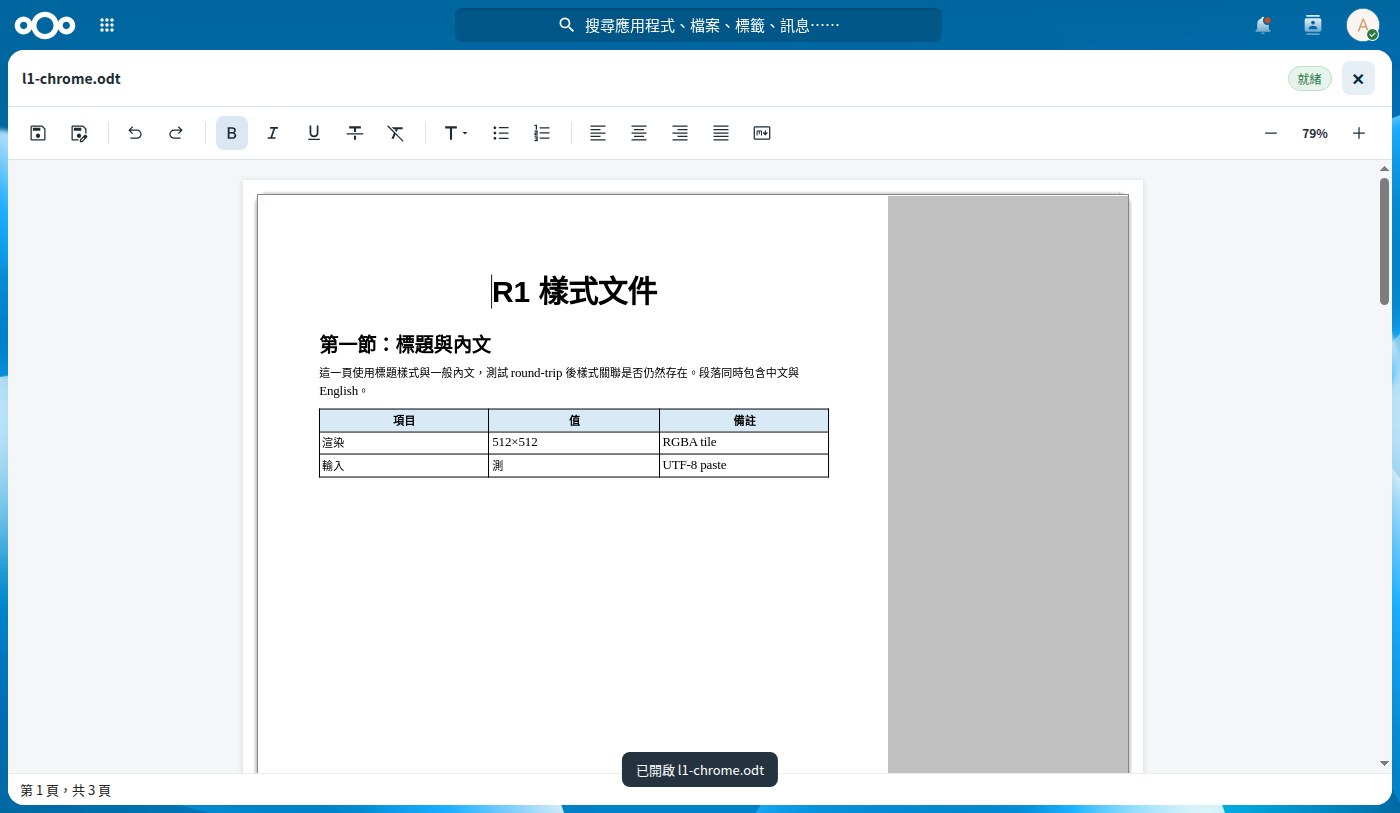 搜尋應用程式、檔案、標籤、訊息……
A
l1-chrome.odt
就緒
79%
R1 樣式文件
第一節：標題與內文
這一頁使用標題樣式與一般內文，測試 round-trip 後樣式關聯是否仍然存在。段落同時包含中文與
English。
項目 值 備註
渲染 512×512 RGBA tile
輸入 測 UTF-8 paste
已開啟 l1-chrome.odt
第 1 頁，共 3 頁